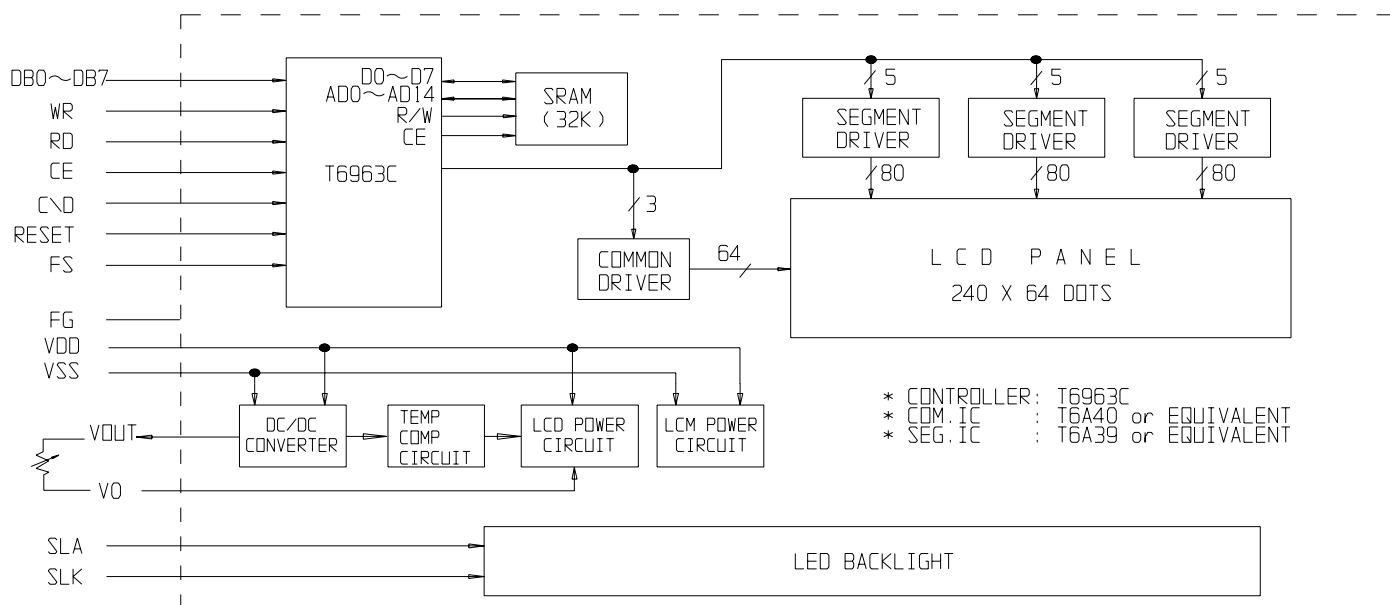 DB0~DB7
WR
RD
CE
C\D
RESET
FS
FG
VDD
VSS
VOUT
VO
SLA
SLK
D0~D7
AD0~AD14
R/W
CE
T6963C
SRAM
(32K)
5
5
5
SEGMENT
DRIVER
SEGMENT
DRIVER
SEGMENT
DRIVER
80
80
80
3
COMMON
DRIVER
64
LCD PANEL
240 X 64 DOTS
DC/DC
CONVERTER
TEMP
COMP
CIRCUIT
LCD POWER
CIRCUIT
LCM POWER
CIRCUIT
* CONTROLLER: T6963C
* COM.IC : T6A40 or EQUIVALENT
* SEG.IC : T6A39 or EQUIVALENT
LED BACKLIGHT